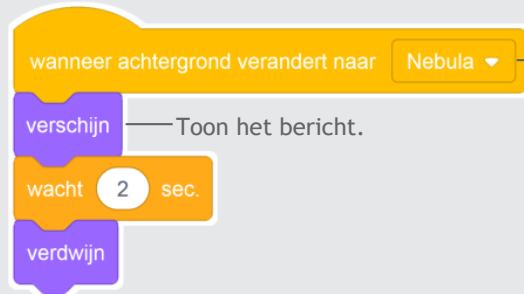 wanneer achtergrond verandert naar Nebula
verschijn Toon het bericht.
wacht 2 sec.
verdwijn